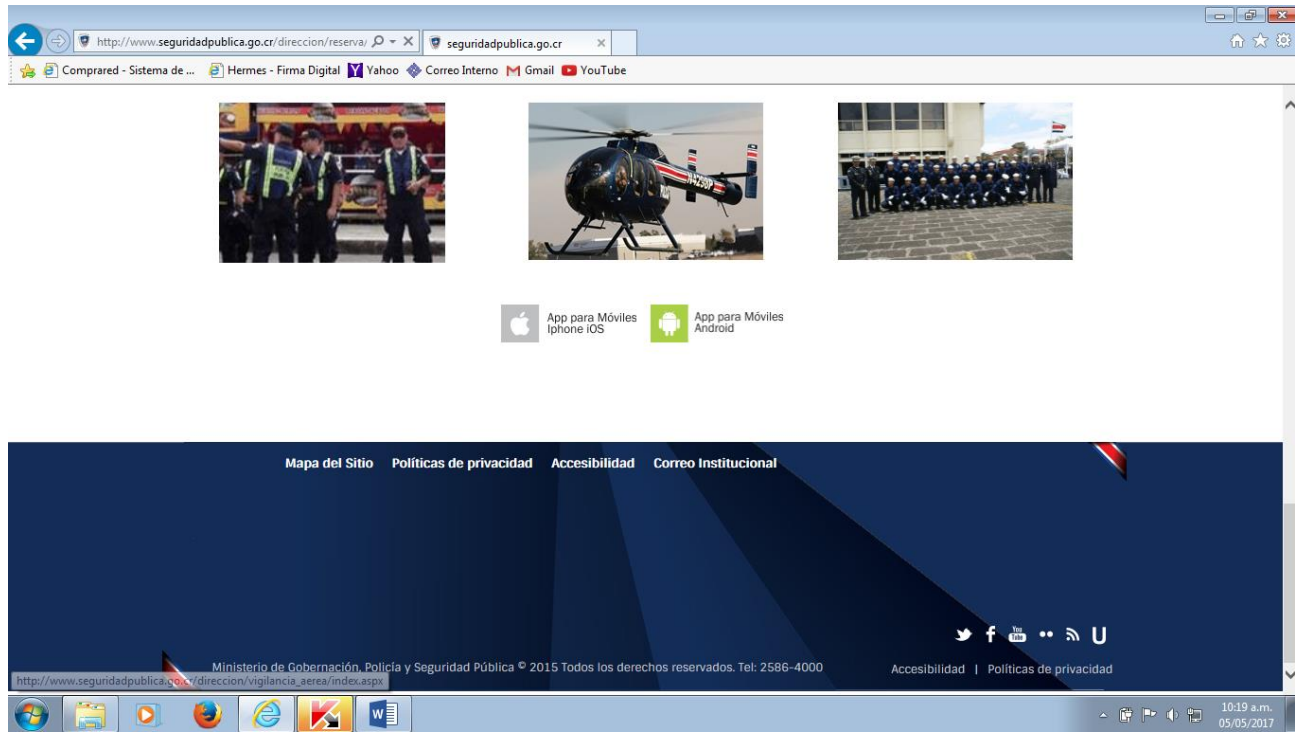 http://www.seguridadpublica.go.cr/direccion/reserva/
seguridadpublica.go.cr
Comprared - Sistema de ...
Hermes - Firma Digital
Yahoo
Correo Interno
Gmail
YouTube
App para Móviles
Iphone iOS
App para Móviles
Android
Mapa del Sitio
Políticas de privacidad
Accesibilidad
Correo Institucional
You
Tube
Ministerio de Gobernación, Policía y Seguridad Pública © 2015 Todos los derechos reservados. Tel: 2586-4000
Accesibilidad | Políticas de privacidad
http://www.seguridadpublica.go.cr/direccion/vigilancia_aerea/index.aspx
10:19 a.m.
05/05/2017